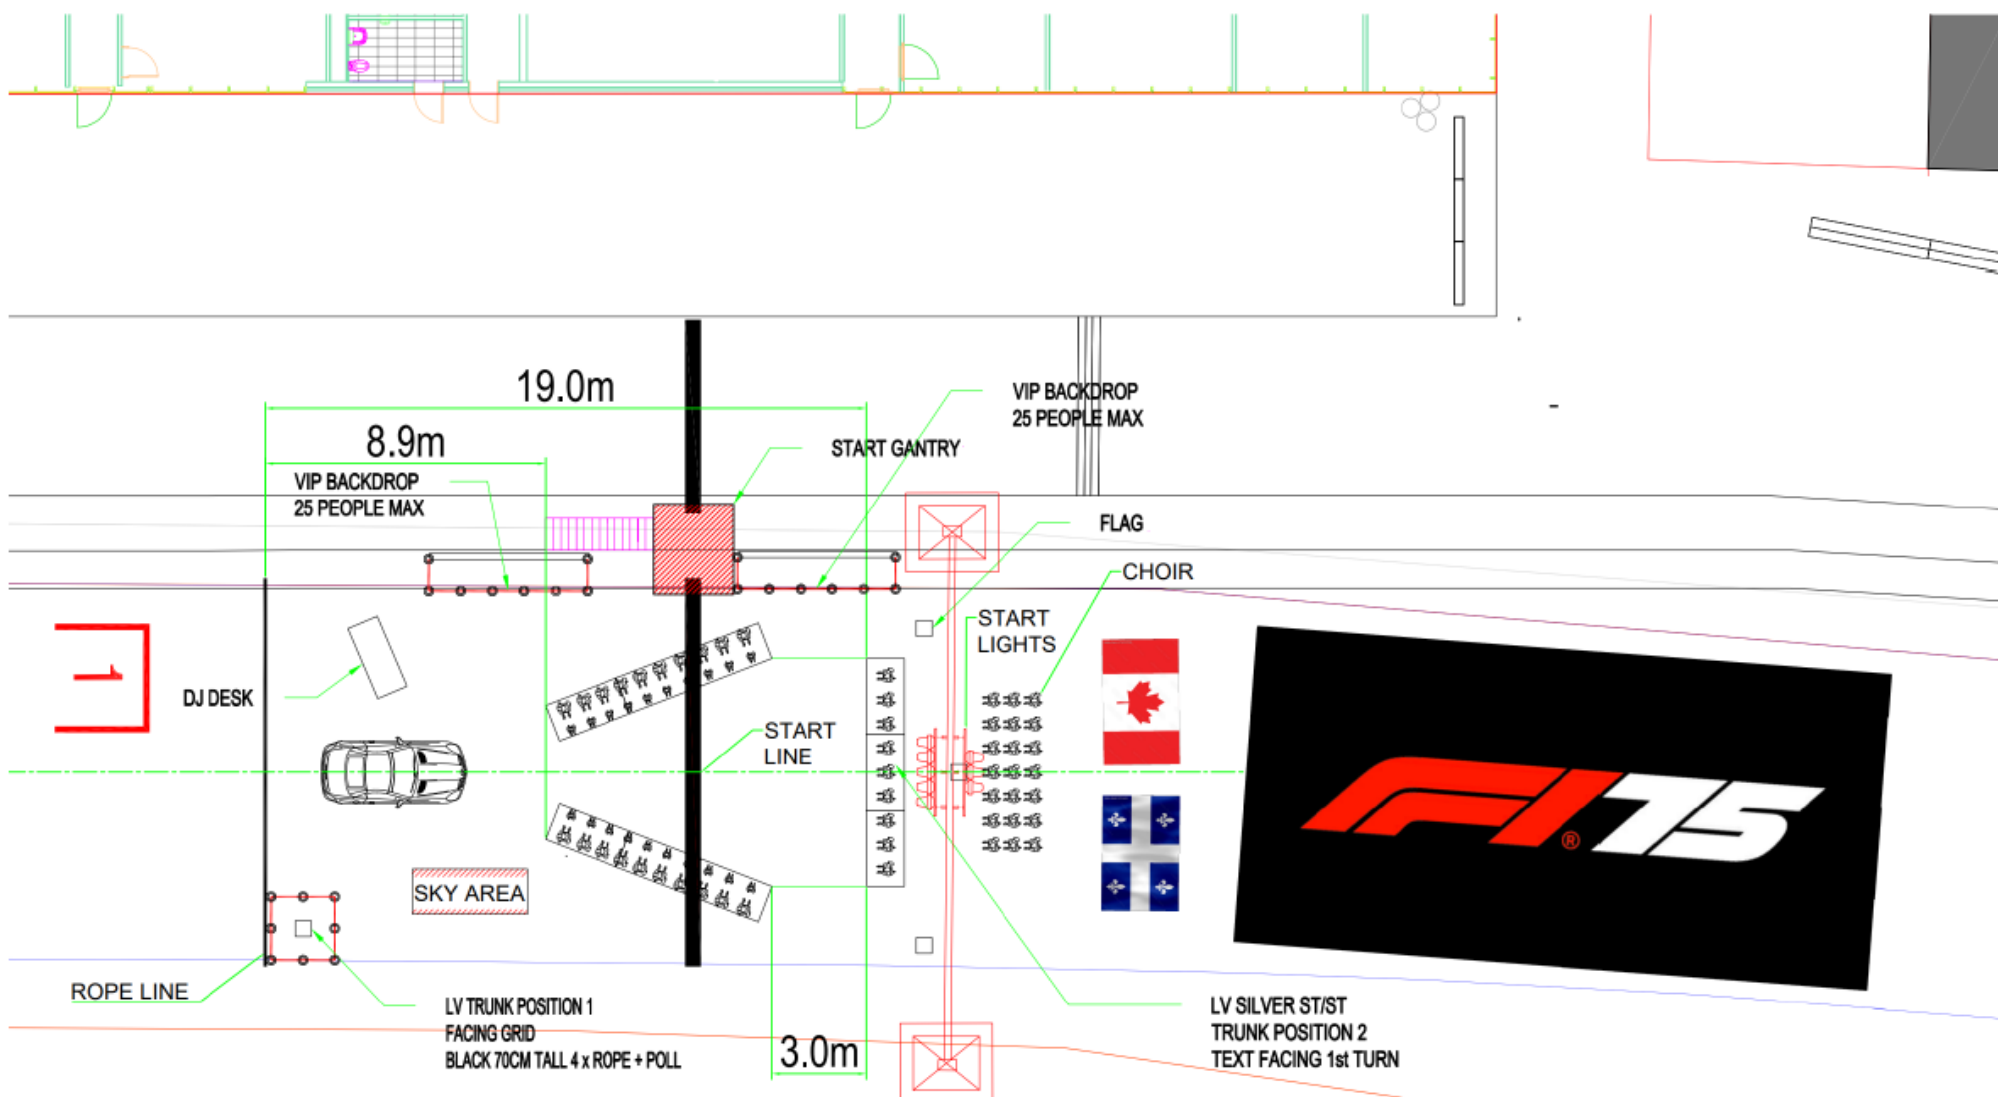 19.0m
VIP BACKDROP
25 PEOPLE MAX
8.9m
START GANTRY
VIP BACKDROP
25 PEOPLE MAX
FLAG
CHOIR
START
LIGHTS
1
DJ DESK
START
LINE
F1 75
®
SKY AREA
ROPE LINE
LV TRUNK POSITION 1
FACING GRID
BLACK 70CM TALL 4 x ROPE + POLL
3.0m
LV SILVER ST/ST
TRUNK POSITION 2
TEXT FACING 1st TURN